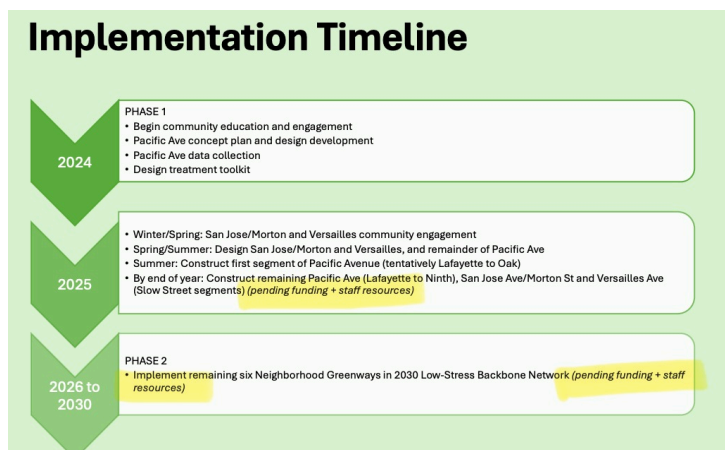 Implementation Timeline
2024
PHASE 1
• Begin community education and engagement
• Pacific Ave concept plan and design development
• Pacific Ave data collection
• Design treatment toolkit
2025
• Winter/Spring: San Jose/Morton and Versailles community engagement
• Spring/Summer: Design San Jose/Morton and Versailles, and remainder of Pacific Ave
• Summer: Construct first segment of Pacific Avenue (tentatively Lafayette to Oak)
• By end of year: Construct remaining Pacific Ave (Lafayette to Ninth), San Jose Ave/Morton St and Versailles Ave
(Slow Street segments) (pending funding + staff resources)
2026 to
2030
PHASE 2
• Implement remaining six Neighborhood Greenways in 2030 Low-Stress Backbone Network (pending funding + staff
resources)